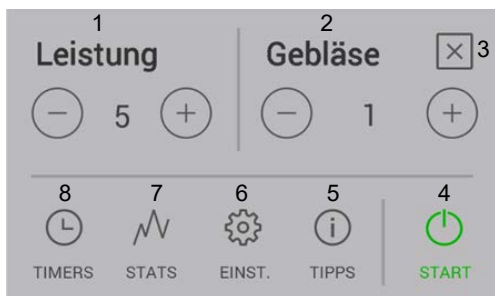 1 2
Leistung Gebläse 3
5 1
8 7 6 5 4
TIMERS STATS EINST. TIPPS START